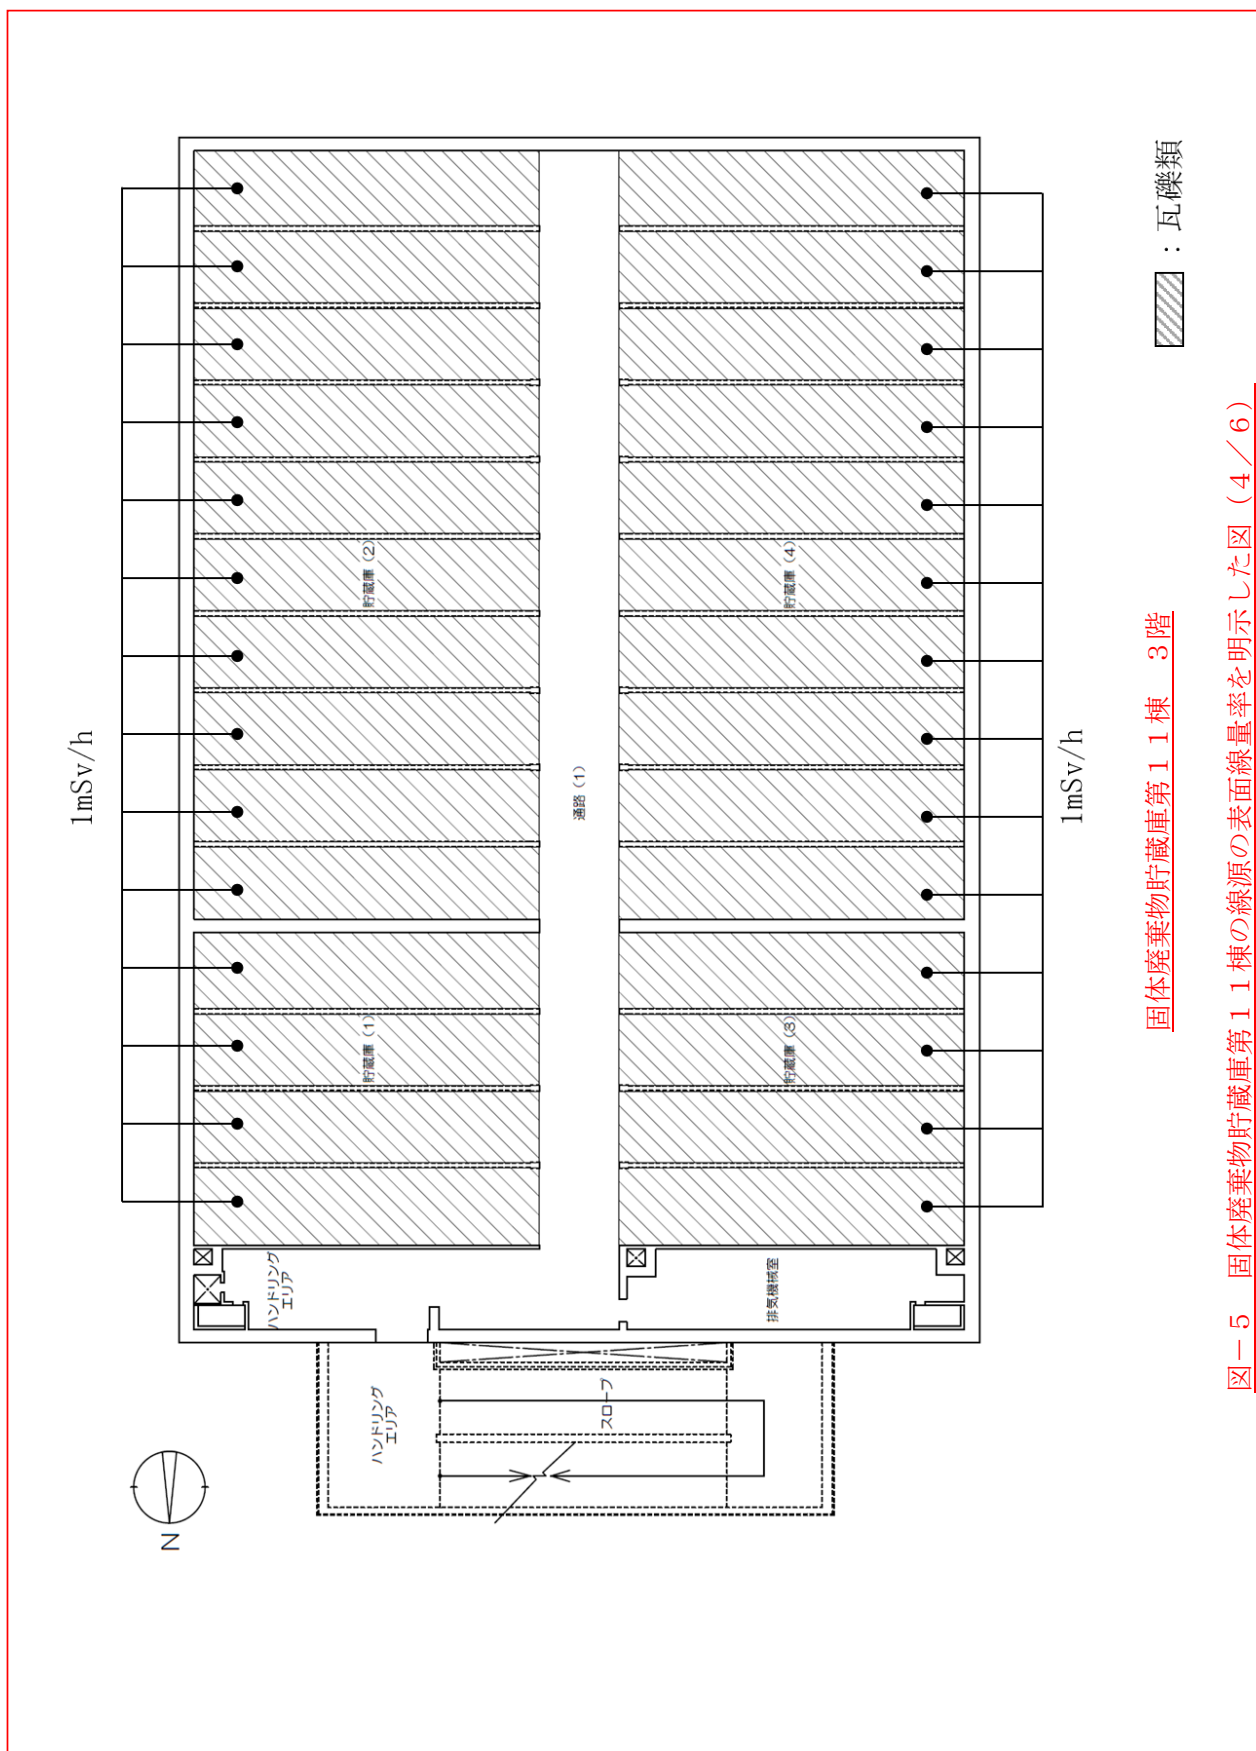 1mSv/h
貯蔵庫（1）
貯蔵庫（2）
通路（1）
貯蔵庫（3）
貯蔵庫（4）
ハンドリング
エリア
排気機械室
ハンドリング
エリア
スロープ
N
1mSv/h
：瓦礫類
固体廃棄物貯蔵庫第１１棟　３階
図－５　固体廃棄物貯蔵庫第１１棟の線源の表面線量率を明示した図（４／６）